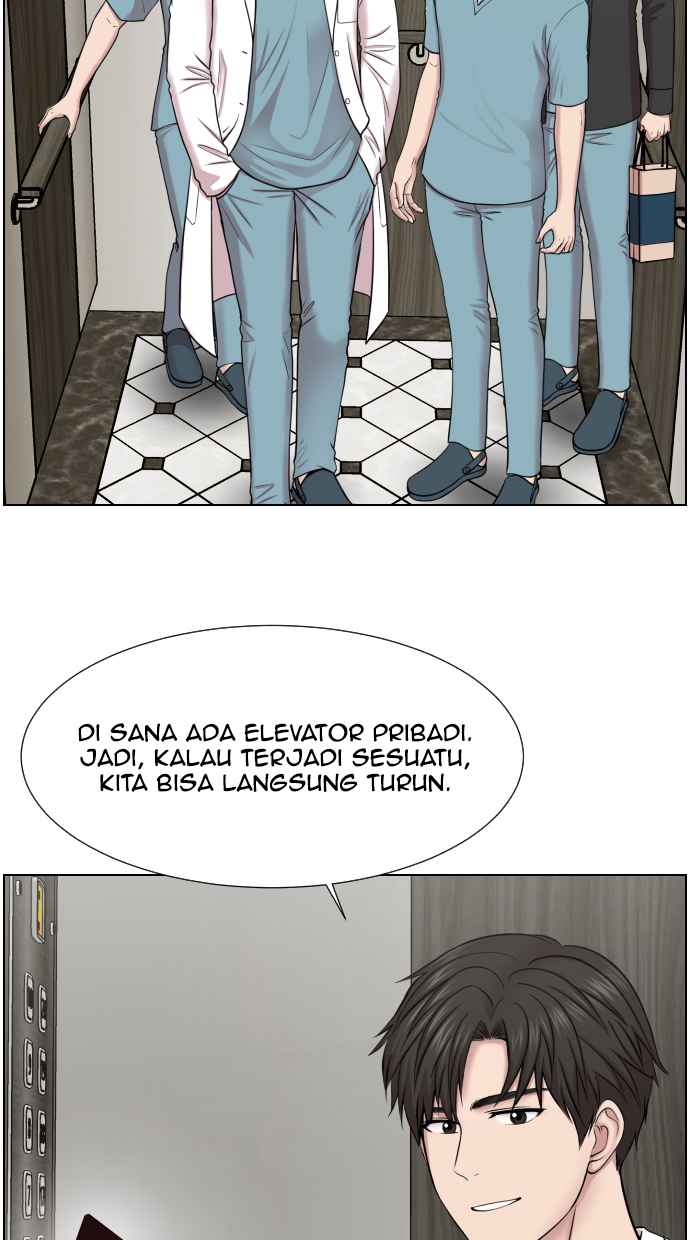 DI SANA ADA ELEVATOR PRIBADI.
JADI, KALAU TERJADI SESUATU,
KITA BISA LANGSUNG TURUN.